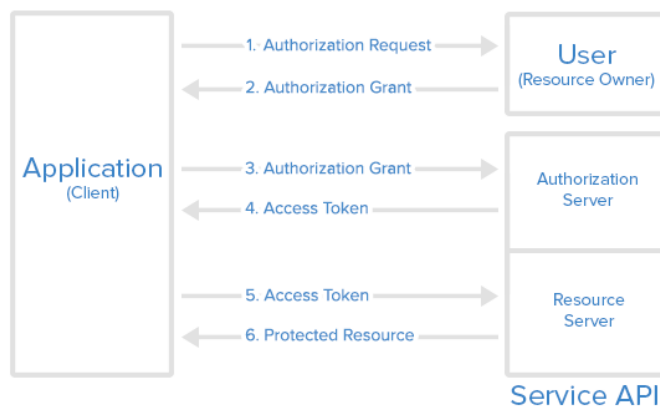 Application
(Client)
1. Authorization Request
2. Authorization Grant
3. Authorization Grant
4. Access Token
5. Access Token
6. Protected Resource
User
(Resource Owner)
Authorization
Server
Resource
Server
Service API